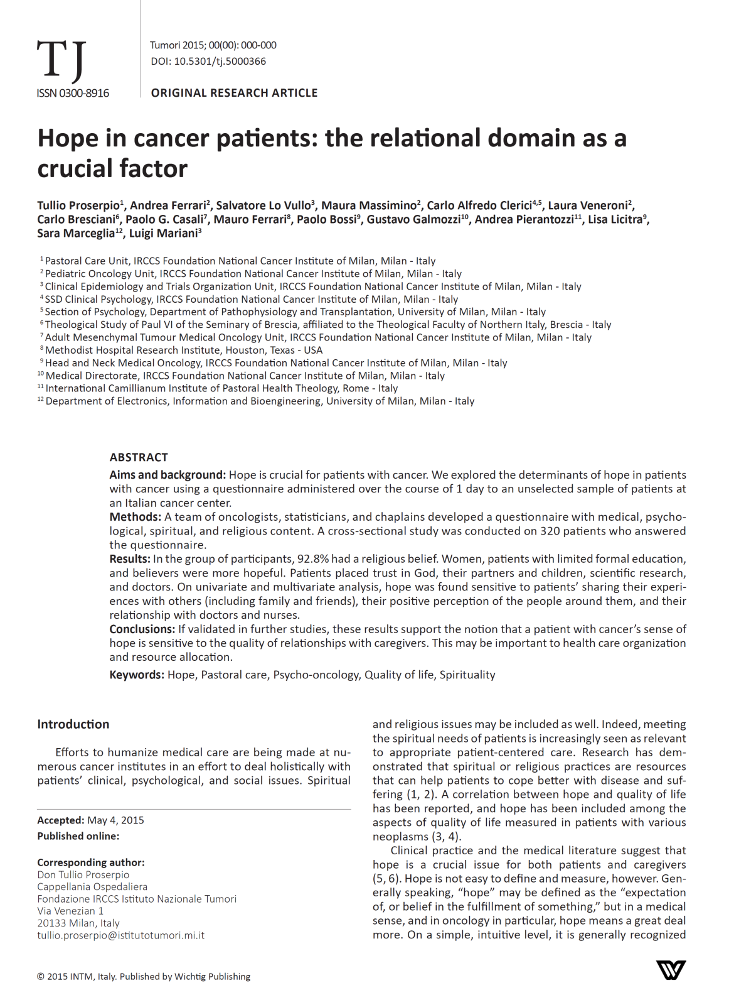 TJ
ISSN 0300-8916
Tumori 2015; 00(00): 000-000
DOI: 10.5301/tj.5000366
ORIGINAL RESEARCH ARTICLE
Hope in cancer patients: the relational domain as a
crucial factor
Tullio Proserpio1, Andrea Ferrari2, Salvatore Lo Vullo3, Maura Massimino2, Carlo Alfredo Clerici4,5, Laura Veneroni2,
Carlo Bresciani6, Paolo G. Casali7, Mauro Ferrari8, Paolo Bossi9, Gustavo Galmozzi10, Andrea Pierantozzi11, Lisa Licitra9,
Sara Marceglia12, Luigi Mariani3
1 Pastoral Care Unit, IRCCS Foundation National Cancer Institute of Milan, Milan - Italy
2 Pediatric Oncology Unit, IRCCS Foundation National Cancer Institute of Milan, Milan - Italy
3 Clinical Epidemiology and Trials Organization Unit, IRCCS Foundation National Cancer Institute of Milan, Milan - Italy
4 SSD Clinical Psychology, IRCCS Foundation National Cancer Institute of Milan, Milan - Italy
5 Section of Psychology, Department of Pathophysiology and Transplantation, University of Milan, Milan - Italy
6 Theological Study of Paul VI of the Seminary of Brescia, affiliated to the Theological Faculty of Northern Italy, Brescia - Italy
7 Adult Mesenchymal Tumour Medical Oncology Unit, IRCCS Foundation National Cancer Institute of Milan, Milan - Italy
8 Methodist Hospital Research Institute, Houston, Texas - USA
9 Head and Neck Medical Oncology, IRCCS Foundation National Cancer Institute of Milan, Milan - Italy
10 Medical Directorate, IRCCS Foundation National Cancer Institute of Milan, Milan - Italy
11 International Camillianum Institute of Pastoral Health Theology, Rome - Italy
12 Department of Electronics, Information and Bioengineering, University of Milan, Milan - Italy
ABSTRACT
Aims and background: Hope is crucial for patients with cancer. We explored the determinants of hope in patients
with cancer using a questionnaire administered over the course of 1 day to an unselected sample of patients at
an Italian cancer center.
Methods: A team of oncologists, statisticians, and chaplains developed a questionnaire with medical, psycho-
logical, spiritual, and religious content. A cross-sectional study was conducted on 320 patients who answered
the questionnaire.
Results: In the group of participants, 92.8% had a religious belief. Women, patients with limited formal education,
and believers were more hopeful. Patients placed trust in God, their partners and children, scientific research,
and doctors. On univariate and multivariate analysis, hope was found sensitive to patients' sharing their experi-
ences with others (including family and friends), their positive perception of the people around them, and their
relationship with doctors and nurses.
Conclusions: If validated in further studies, these results support the notion that a patient with cancer's sense of
hope is sensitive to the quality of relationships with caregivers. This may be important to health care organization
and resource allocation.
Keywords: Hope, Pastoral care, Psycho-oncology, Quality of life, Spirituality
Introduction
Efforts to humanize medical care are being made at nu-
merous cancer institutes in an effort to deal holistically with
patients' clinical, psychological, and social issues. Spiritual
Accepted: May 4, 2015
Published online:
Corresponding author:
Don Tullio Proserpio
Cappellania Ospedaliera
Fondazione IRCCS Istituto Nazionale Tumori
Via Venezian 1
20133 Milan, Italy
tullio.proserpio@istitutotumori.mi.it
and religious issues may be included as well. Indeed, meeting
the spiritual needs of patients is increasingly seen as relevant
to appropriate patient-centered care. Research has dem-
onstrated that spiritual or religious practices are resources
that can help patients to cope better with disease and suf-
fering (1, 2). A correlation between hope and quality of life
has been reported, and hope has been included among the
aspects of quality of life measured in patients with various
neoplasms (3, 4).
Clinical practice and the medical literature suggest that
hope is a crucial issue for both patients and caregivers
(5, 6). Hope is not easy to define and measure, however. Gen-
erally speaking, "hope" may be defined as the "expectation
of, or belief in the fulfillment of something," but in a medical
sense, and in oncology in particular, hope means a great deal
more. On a simple, intuitive level, it is generally recognized
© 2015 INTM, Italy. Published by Wichtig Publishing